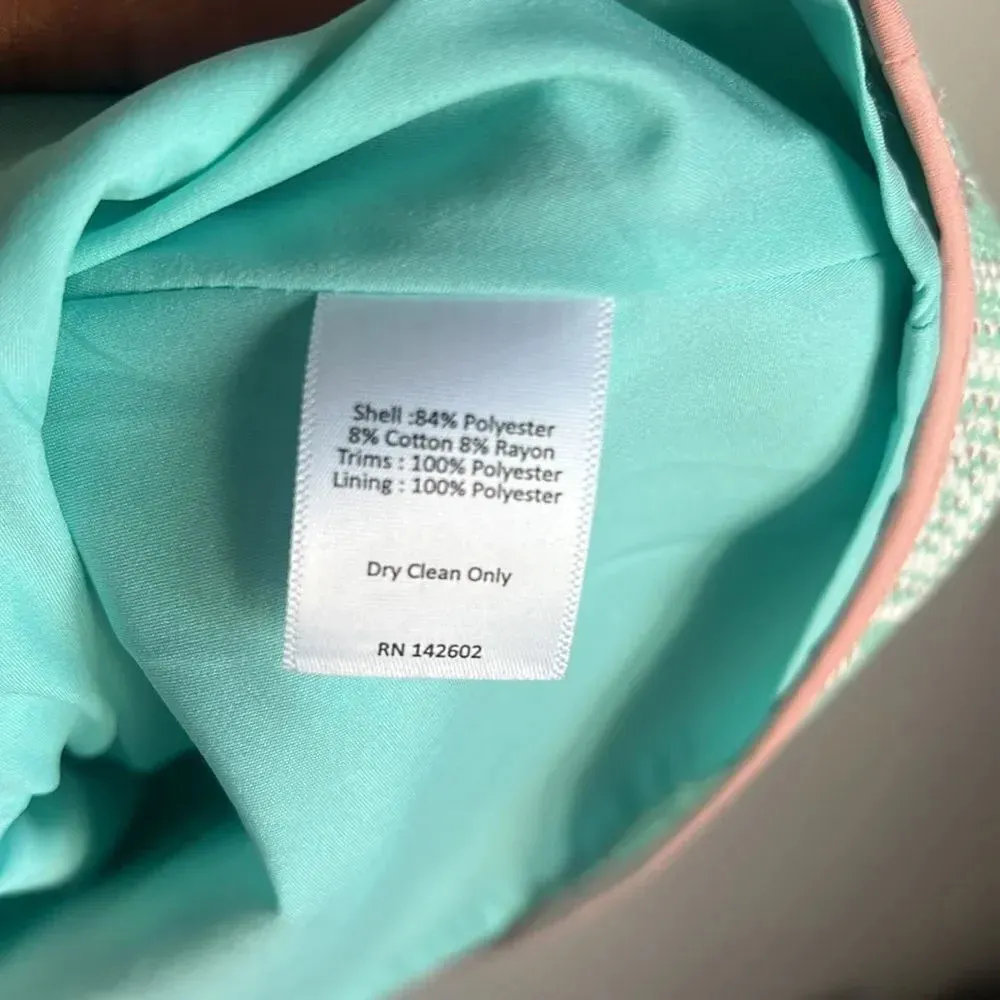 Shell :84% Polyester
8% Cotton 8% Rayon
Trims : 100% Polyester
Lining : 100% Polyester
Dry Clean Only
RN 142602